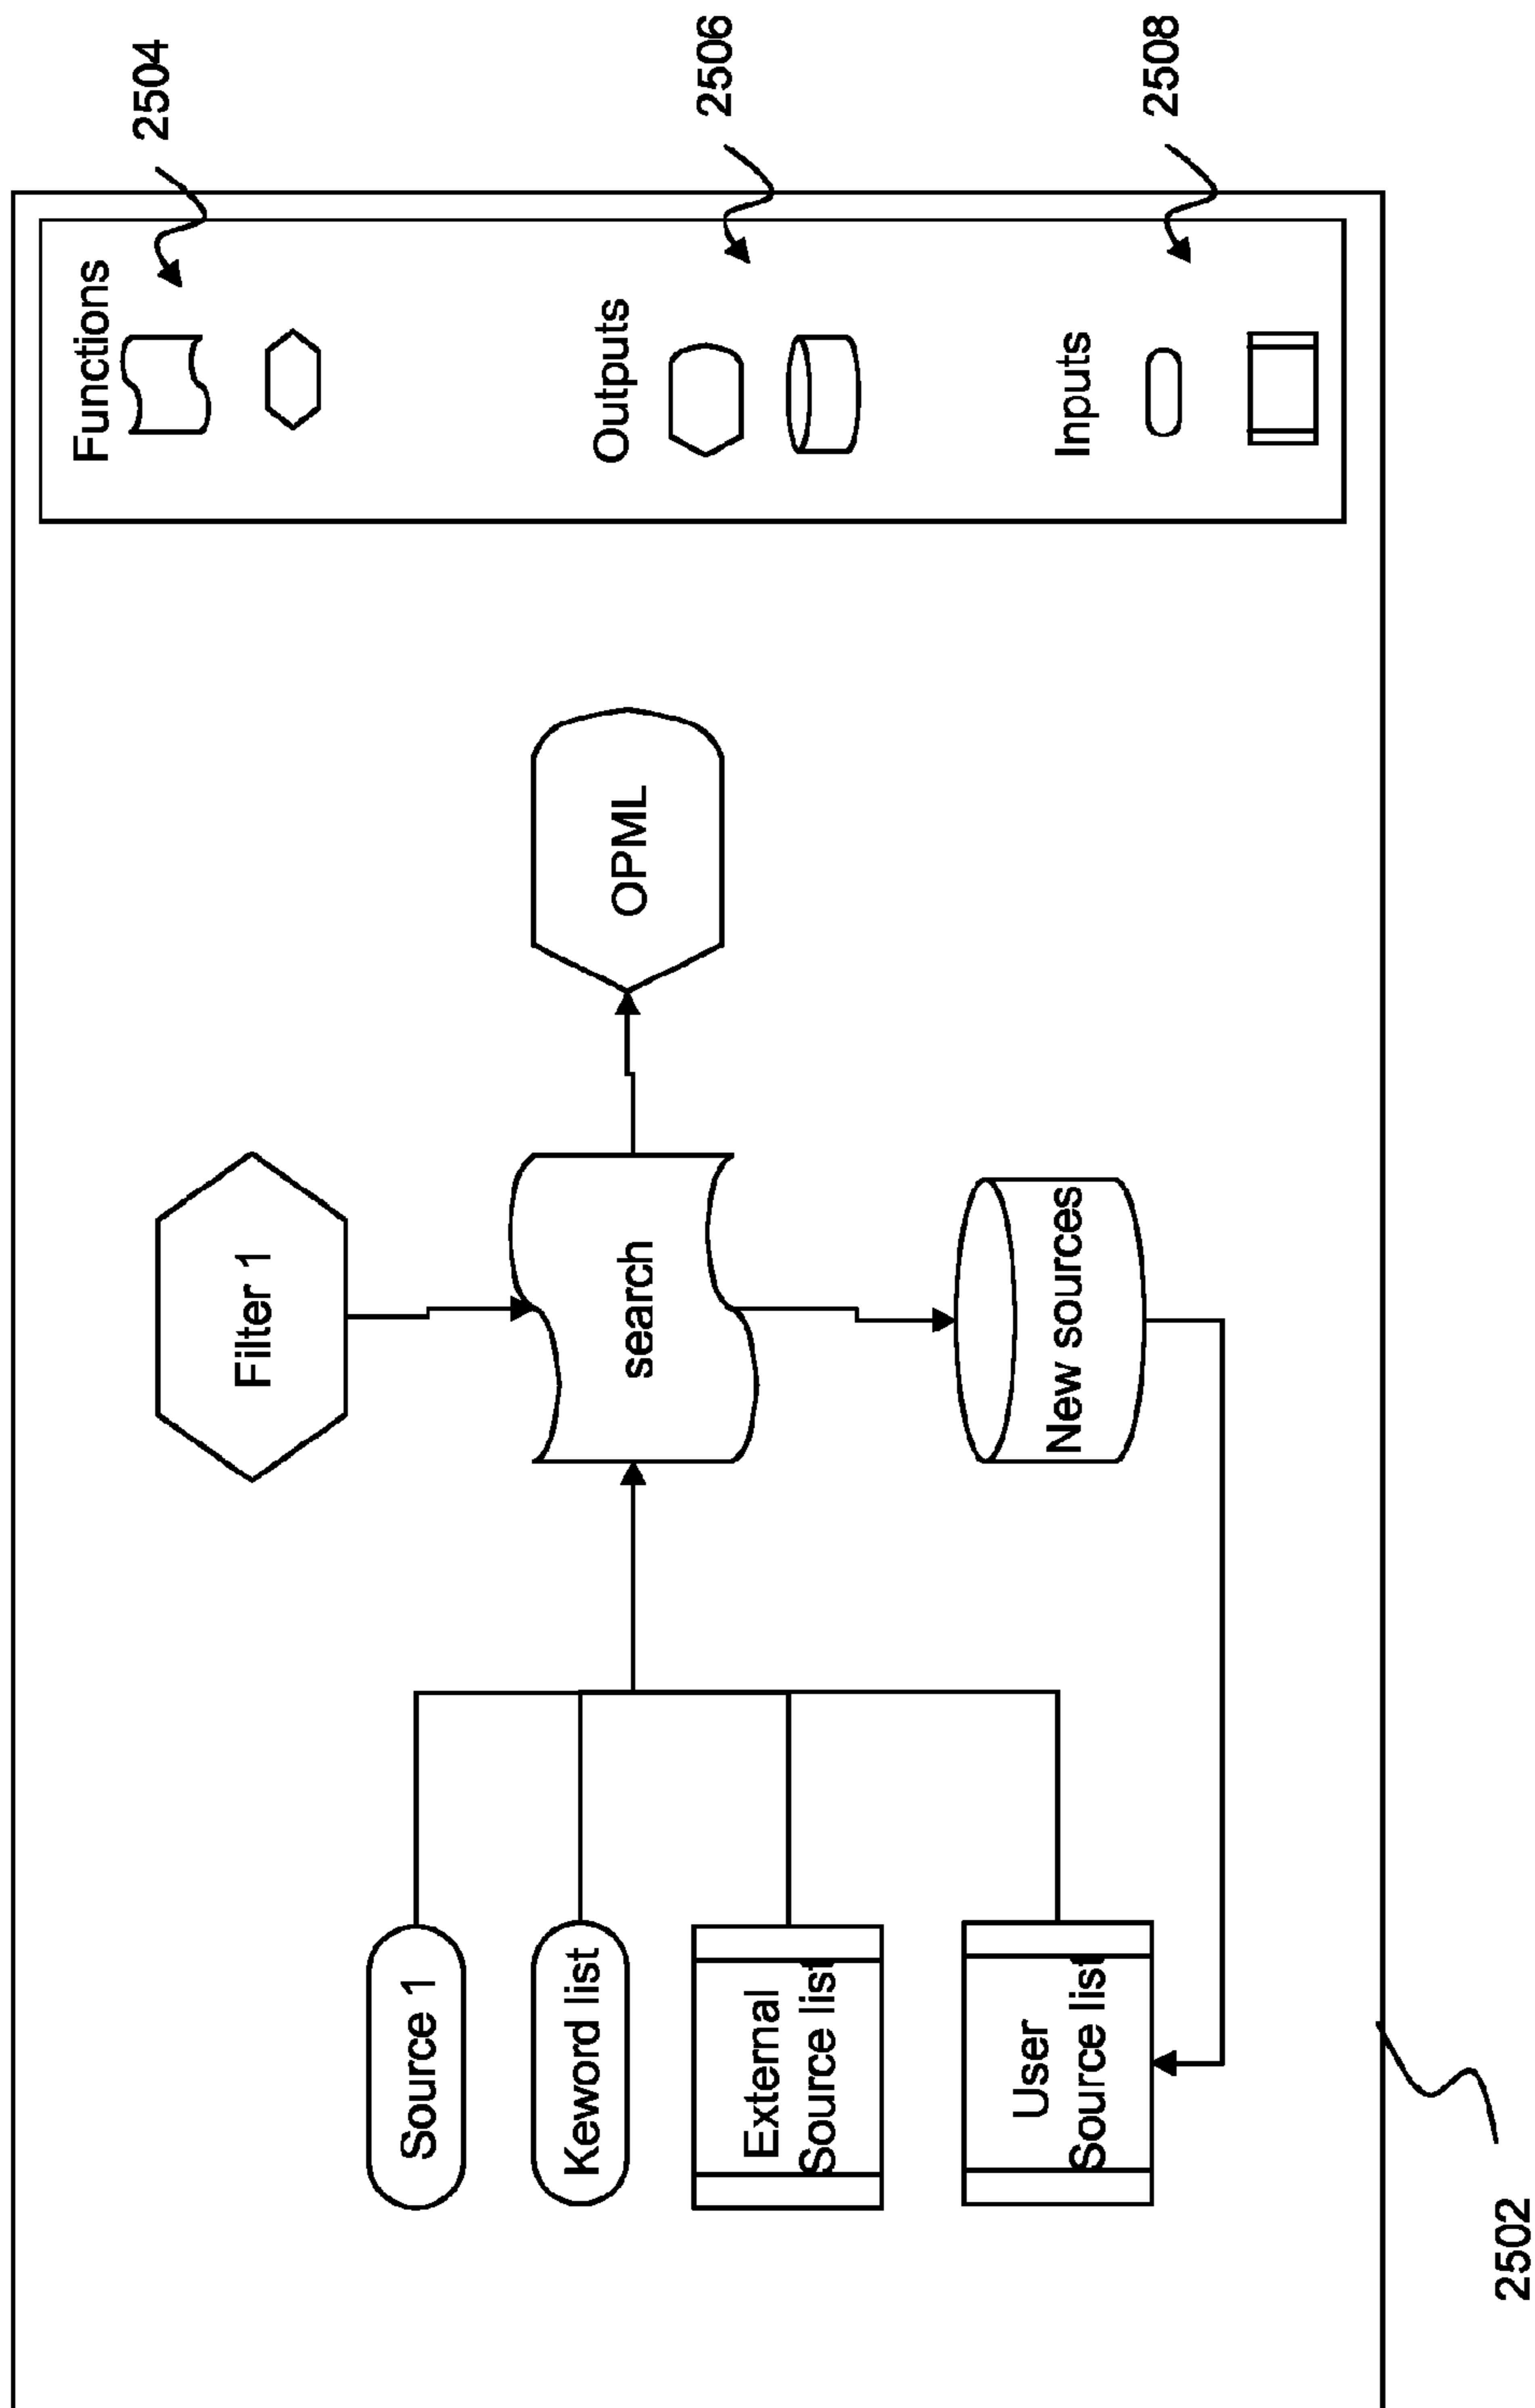 Functions
2504
Filter 1
Source 1
Keword list
search
OPML
Outputs
2506
External
Source list
User
Source list
New sources
Inputs
2508
2502